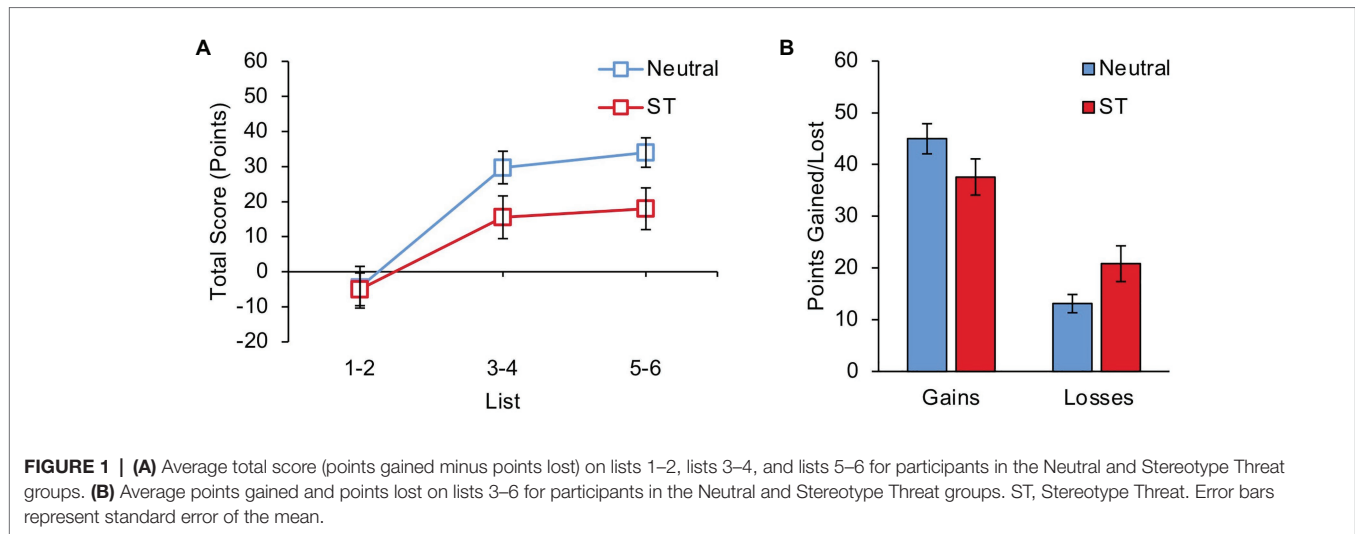 A
60
50
40
30
20
10
0
-10
-20
Total Score (Points)
Neutral
ST
1–2
3–4
5–6
List
B
60
50
40
30
20
10
0
Points Gained/Lost
Neutral
ST
Gains
Losses
FIGURE 1 | (A) Average total score (points gained minus points lost) on lists 1–2, lists 3–4, and lists 5–6 for participants in the Neutral and Stereotype Threat
groups. (B) Average points gained and points lost on lists 3–6 for participants in the Neutral and Stereotype Threat groups. ST, Stereotype Threat. Error bars
represent standard error of the mean.